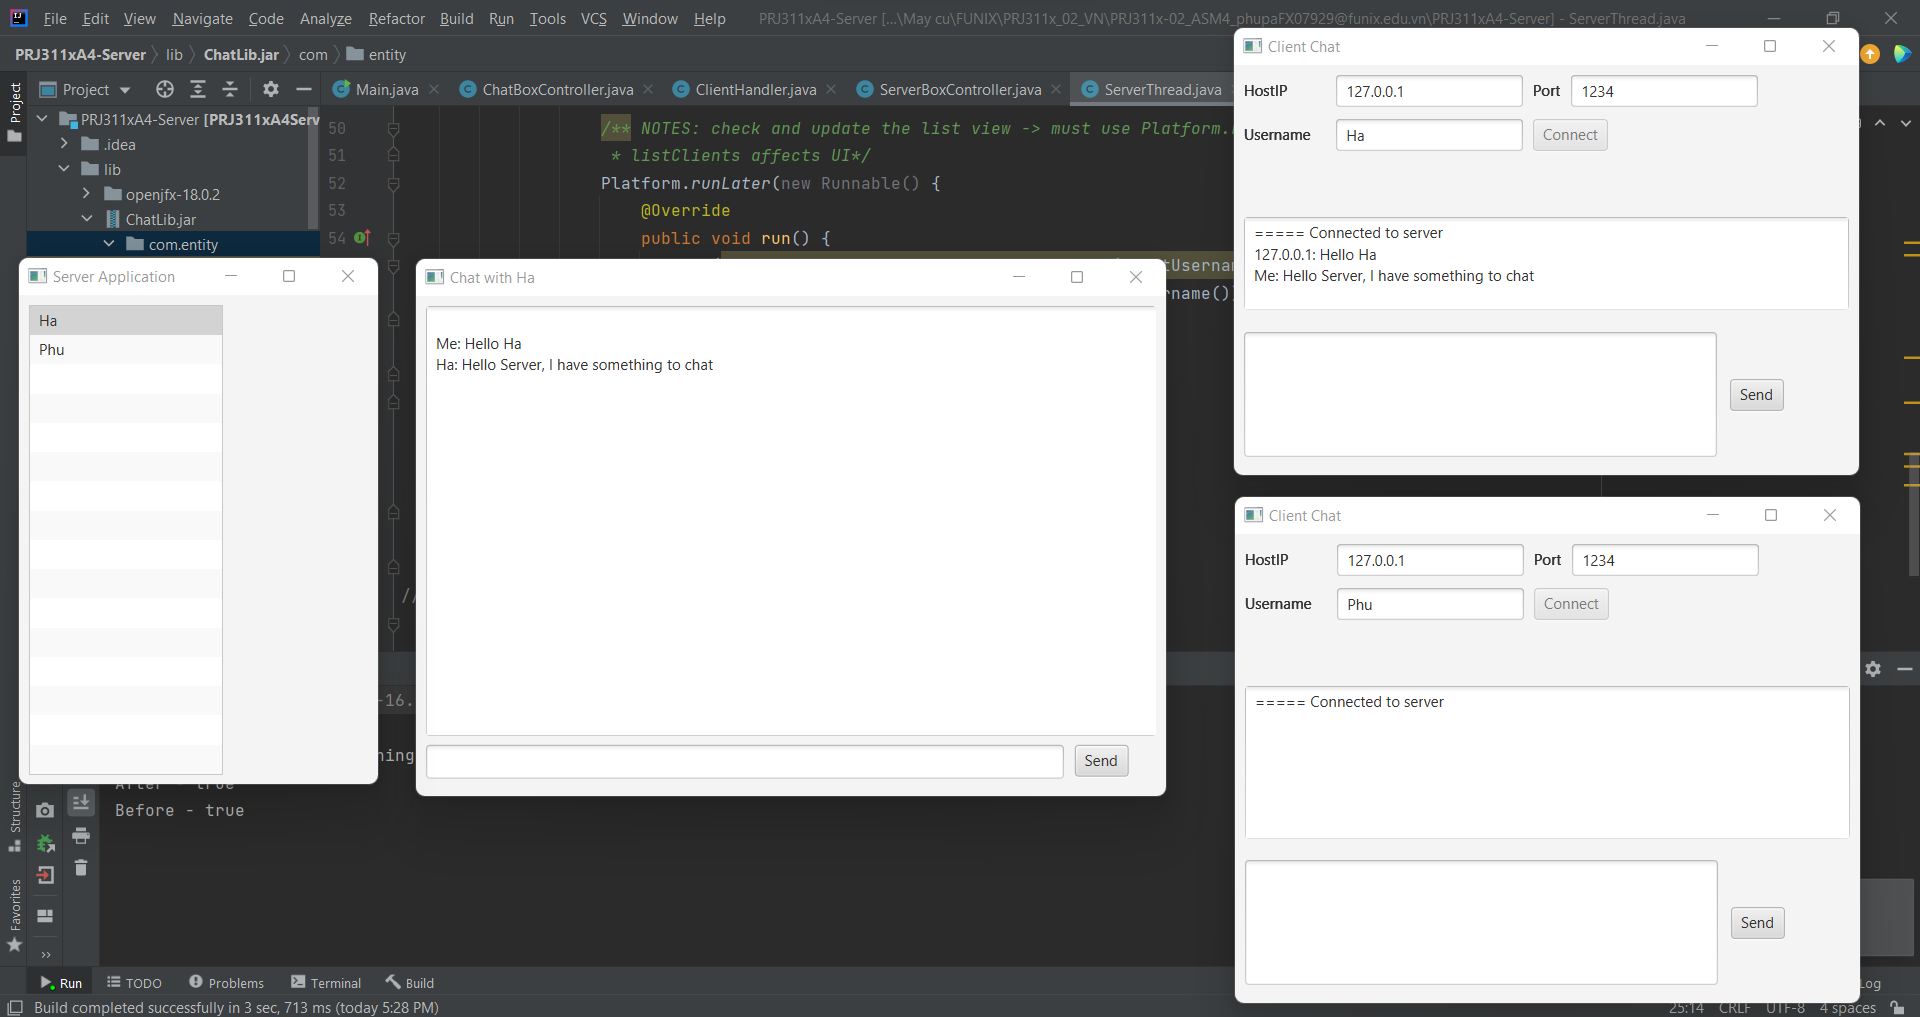 File Edit View Navigate Code Analyze Refactor Build Run Tools VCS Window Help PRJ311xA4-Server [...\May cu\FUNIX\PRJ311x_02_VN\PRJ311x-02_ASM4_phupaFX07929@funix.edu.vn\PRJ311xA4-Server] - ServerThread.java
PRJ311xA4-Server lib ChatLib.jar com entity
Project
Project
Main.java ChatBoxController.java ClientHandler.java ServerBoxController.java ServerThread.java
PRJ311xA4-Server [PRJ311xA4Serv
.idea
lib
openjfx-18.0.2
ChatLib.jar
com.entity
50 /** NOTES: check and update the list view -> must use Platform.
51 * listClients affects UI*/
52 Platform.runLater(new Runnable() {
53 @Override
54 public void run() {
tUserna
rname()
//
-16.
ning
After - true
Before - true
Server Application
Ha
Phu
Chat with Ha
Me: Hello Ha
Ha: Hello Server, I have something to chat
Send
Client Chat
HostIP 127.0.0.1 Port 1234
Username Ha Connect
===== Connected to server
127.0.0.1: Hello Ha
Me: Hello Server, I have something to chat
Send
Client Chat
HostIP 127.0.0.1 Port 1234
Username Phu Connect
===== Connected to server
Send
Structure
Favorites
Run TODO Problems Terminal Build
Log
Build completed successfully in 3 sec, 713 ms (today 5:28 PM)
25:14 CRLF UTF-8 4 spaces